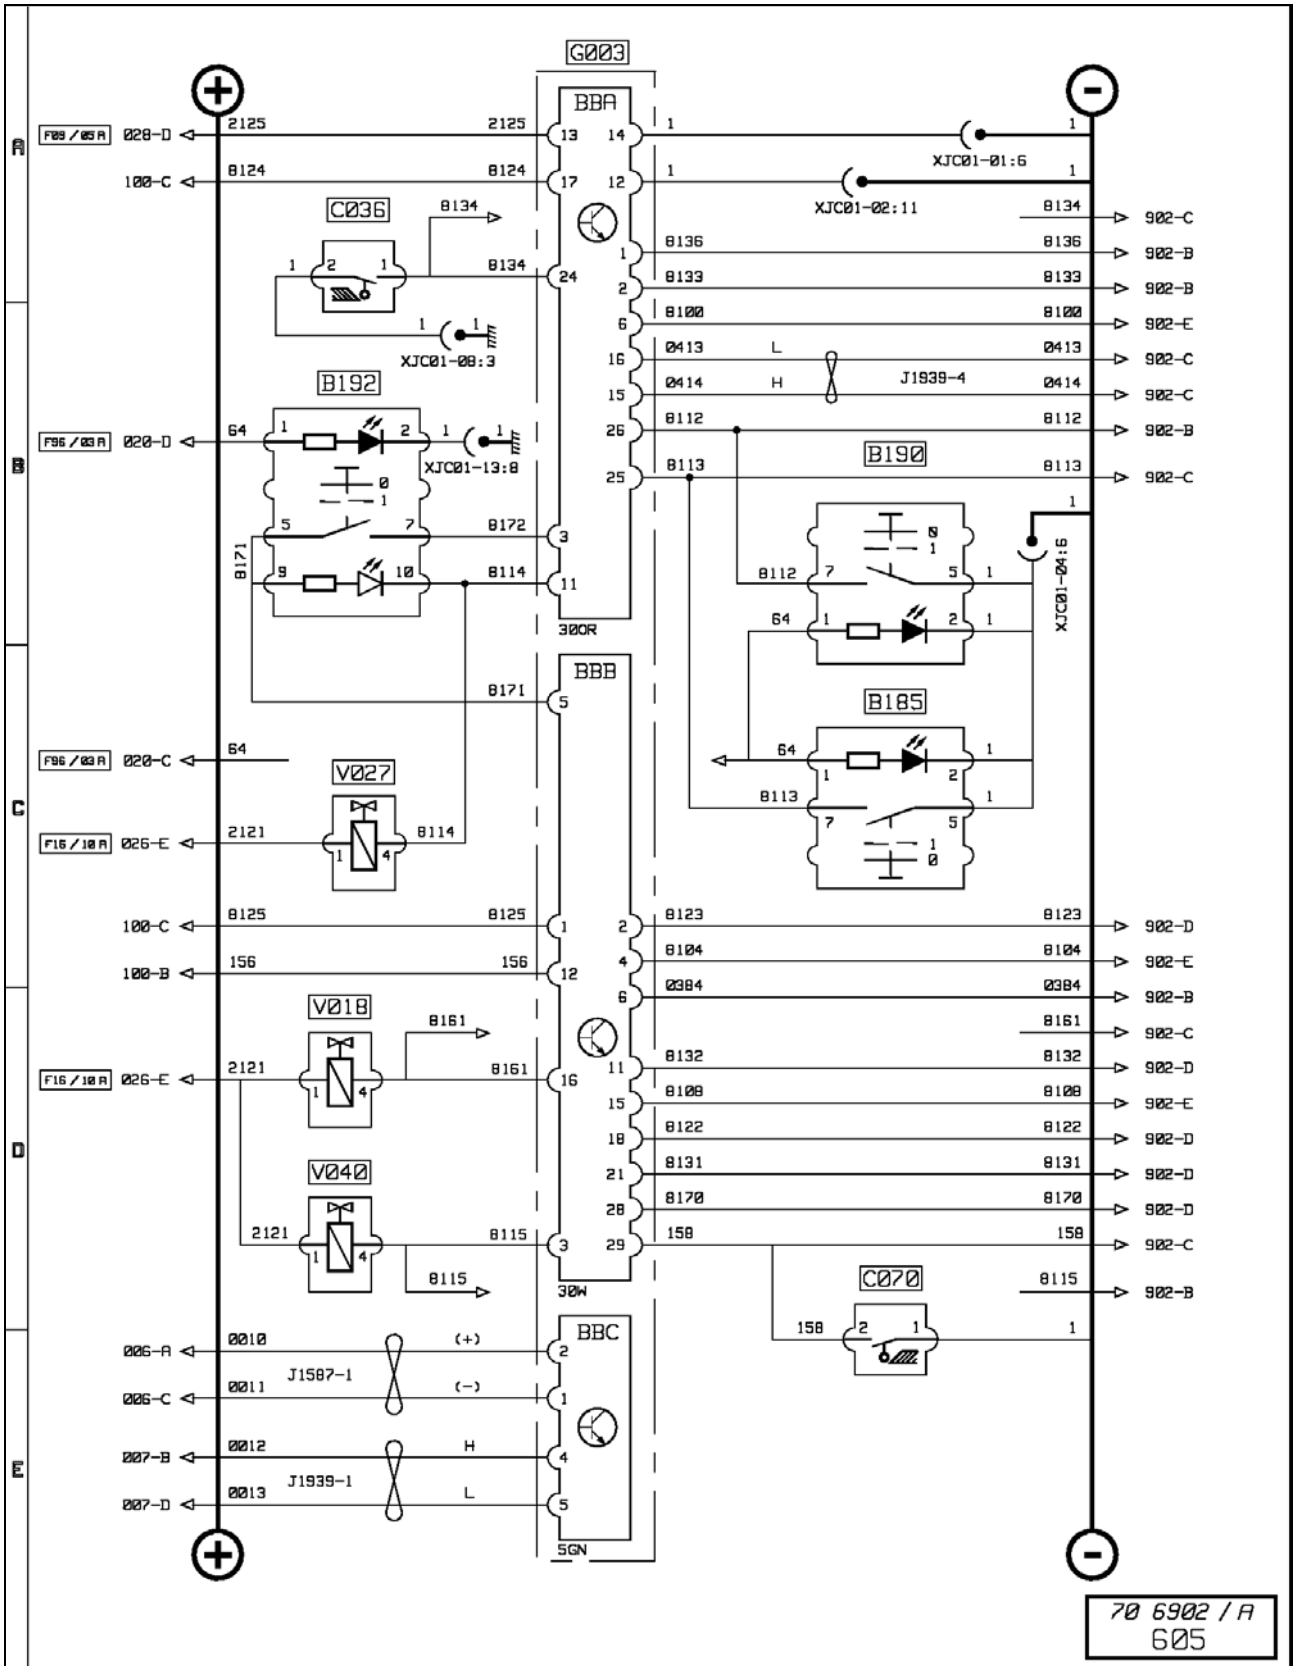 G003
+
-
BBA
A
F09/05A 028-D 2125 2125 13 14 1 1
XJC01-01:6
100-C 8124 8124 17 12 1 1
XJC01-02:11
C036 8134 8134 902-C
1 2 1 8134 24
1 8136 8136 902-B
2 8133 8133 902-B
6 8100 8100 902-E
1 1
XJC01-08:3
16 0413 L 0413 902-C
J1939-4
15 0414 H 0414 902-C
B192
B
F96/03A 020-D 64 1 2 1 1
XJC01-13:8
26 8112 8112 902-B
B190
25 8113 8113 902-C
0
1
5 7 8172 3
8171
9 10 8114 11
300R
1
XJC01-04:6
0
1
8112 7 5 1
64 1 2 1
BBB
8171 5
B185
F96/03A 020-C 64
64 1 2 1
V027
C
8113 7 5 1
1
0
F16/10A 026-E 2121 1 4 8114
100-C 8125 8125 1 2 8123 8123 902-D
4 8104 8104 902-E
100-B 156 156 12
6 0384 0384 902-B
V018 8161 8161 902-C
F16/10A 026-E 2121 1 4 8161 16
11 8132 8132 902-D
15 8108 8108 902-E
18 8122 8122 902-D
D
V040
21 8131 8131 902-D
28 8170 8170 902-D
2121 1 4 8115 3 29 158 158 902-C
8115 8115 902-B
30W
C070
BBC
158 2 1 1
006-A 0010 (+) 2
J1587-1
006-C 0011 (-) 1
E
007-B 0012 H 4
J1939-1
007-D 0013 L 5
5GN
+
-
70 6902 / A
605